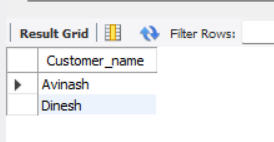 Result Grid Filter Rows:
Customer_name
Avinash
Dinesh